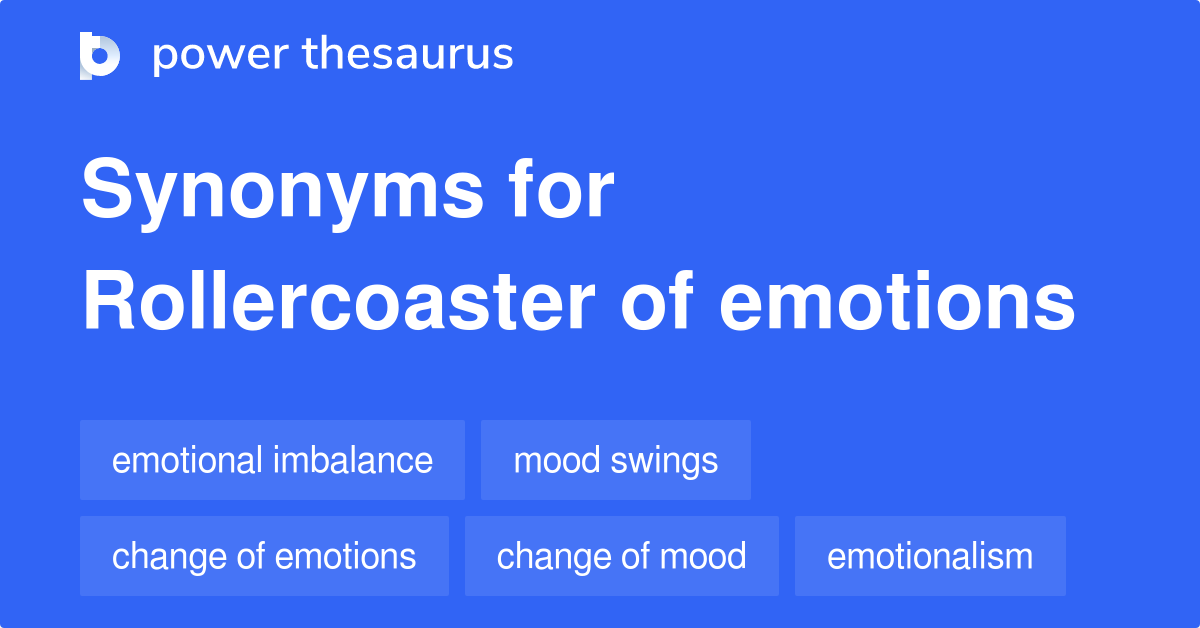 power thesaurus
Synonyms for
Rollercoaster of emotions
emotional imbalance mood swings
change of emotions change of mood emotionalism